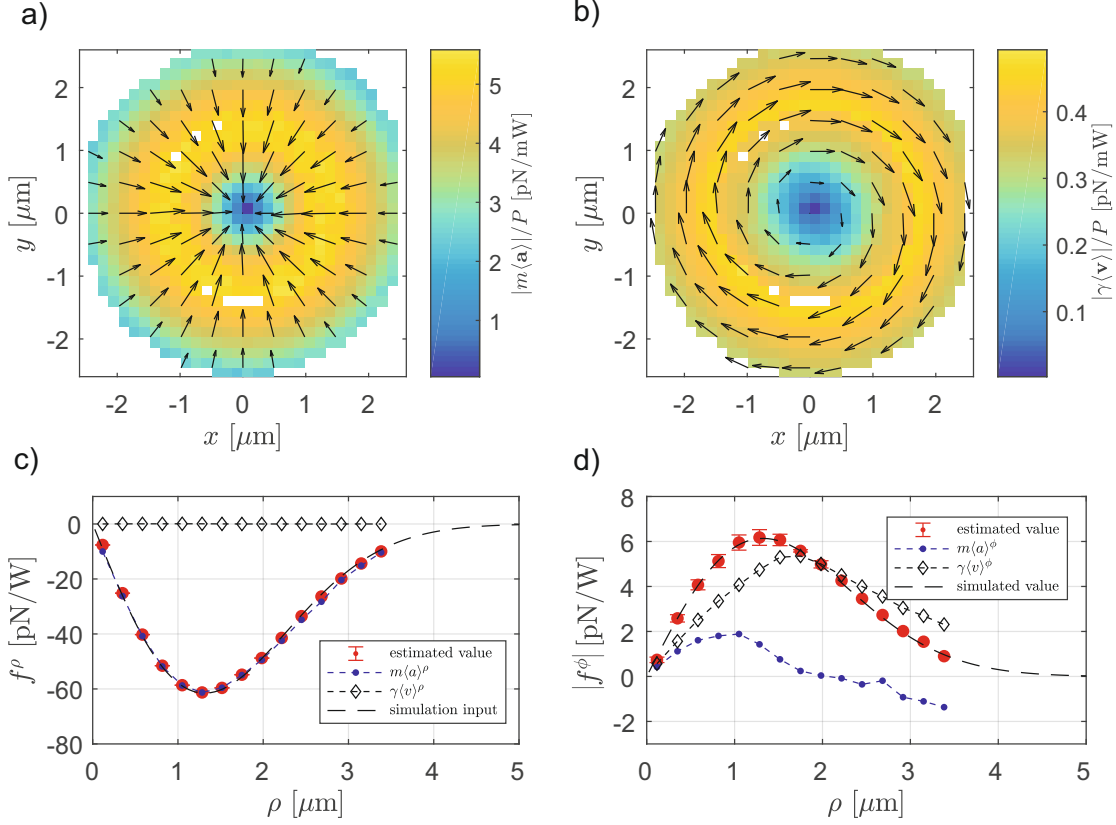 a)
2
1
0
-1
-2
y [μm]
-2 -1 0 1 2
x [μm]
5
4
3
2
1
|m⟨a⟩|/P [pN/mW]
b)
2
1
0
-1
-2
y [μm]
-2 -1 0 1 2
x [μm]
0.4
0.3
0.2
0.1
|γ⟨v⟩|/P [pN/mW]
c)
0
-20
-40
-60
-80
f^ρ [pN/W]
estimated value
m⟨a⟩^ρ
γ⟨v⟩^ρ
simulation input
0 1 2 3 4 5
ρ [μm]
d)
8
6
4
2
0
-2
|f^ϕ| [pN/W]
estimated value
m⟨a⟩^ϕ
γ⟨v⟩^ϕ
simulated value
0 1 2 3 4 5
ρ [μm]